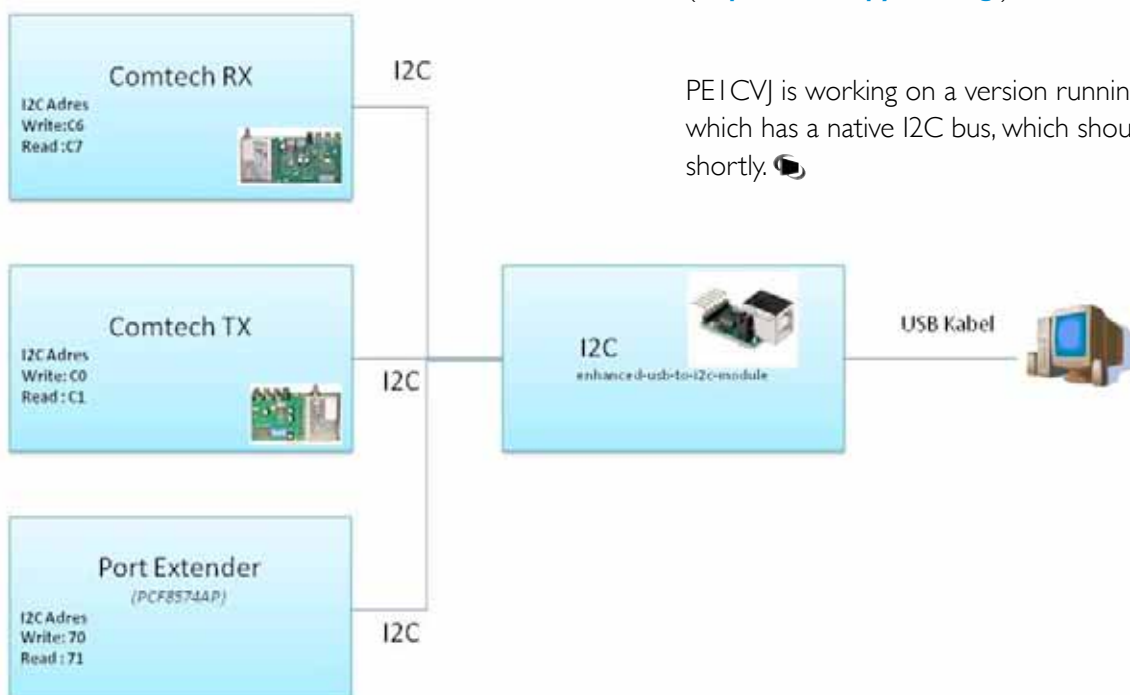 Comtech RX
I2C Adres
Write:C6
Read :C7
I2C
PE1CVJ is working on a version runnin
which has a native I2C bus, which shou
shortly.
Comtech TX
I2C Adres
Write: C0
Read : C1
I2C
I2C
enhanced-usb-to-i2c-module
USB Kabel
Port Extender
(PCF8574AP)
I2C Adres
Write: 70
Read : 71
I2C